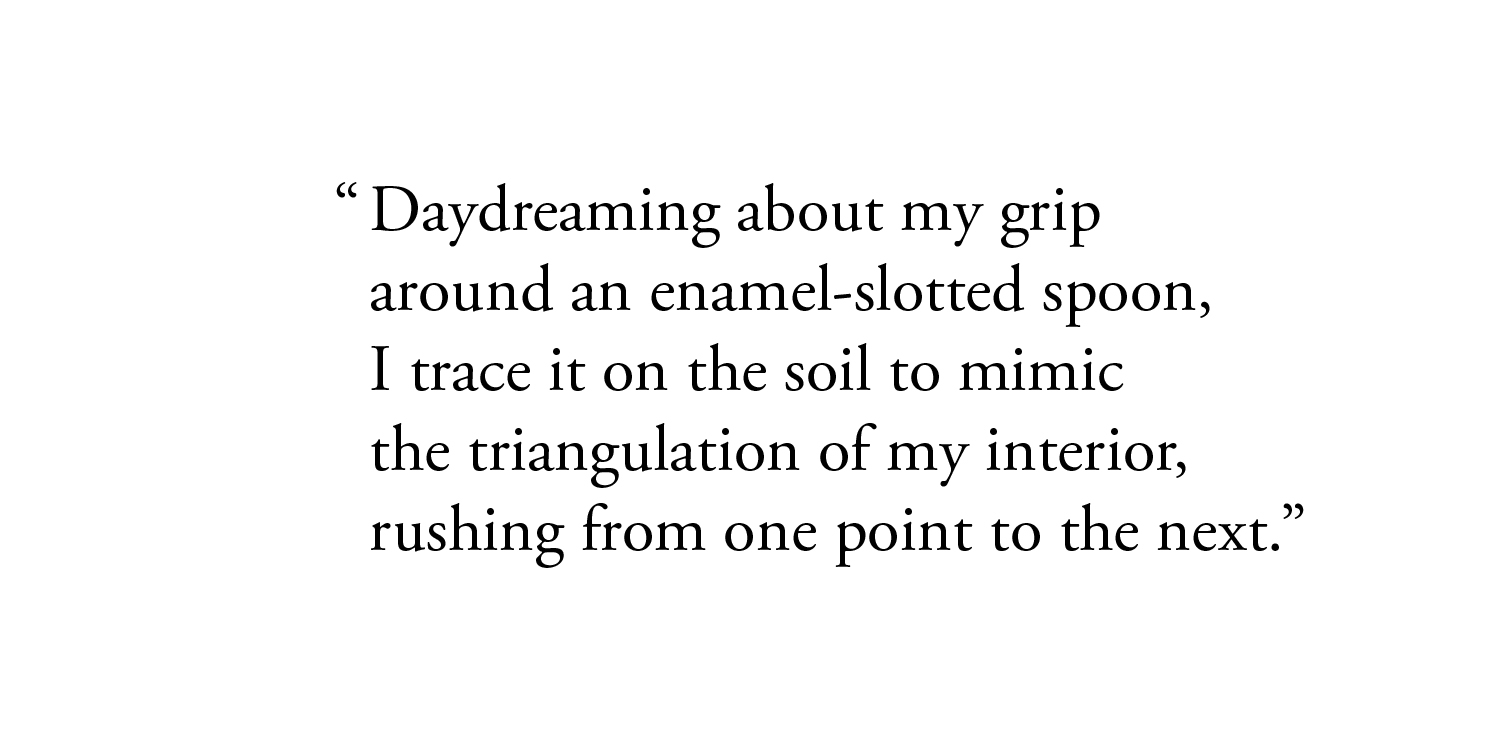 “Daydreaming about my grip
around an enamel-slotted spoon,
I trace it on the soil to mimic
the triangulation of my interior,
rushing from one point to the next.”